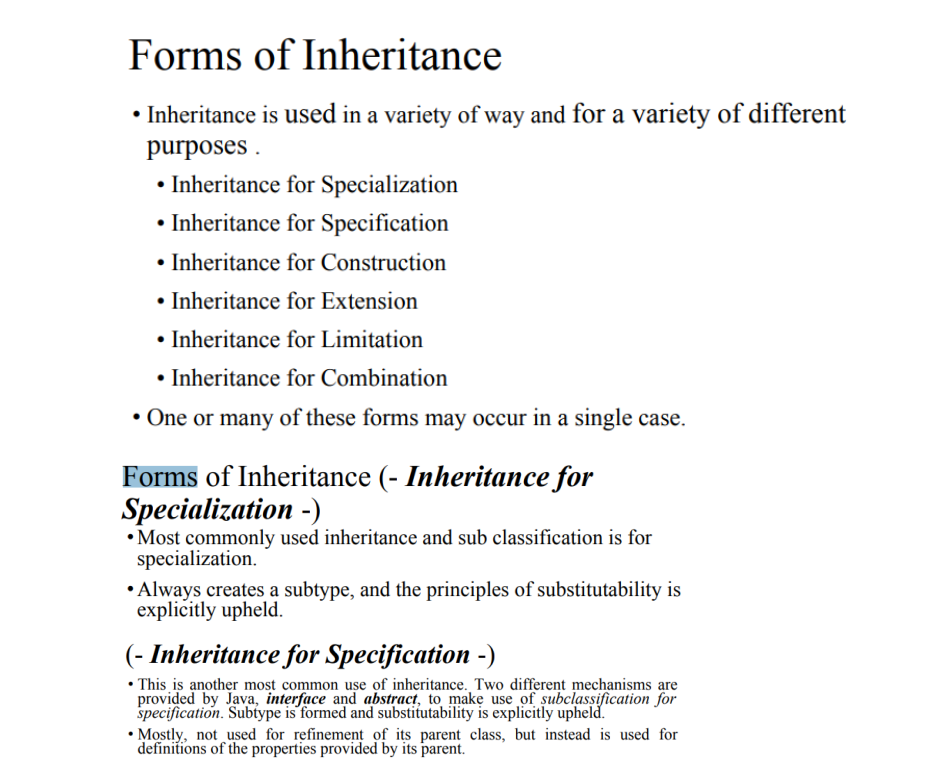 Forms of Inheritance
• Inheritance is used in a variety of way and for a variety of different
purposes .
• Inheritance for Specialization
• Inheritance for Specification
• Inheritance for Construction
• Inheritance for Extension
• Inheritance for Limitation
• Inheritance for Combination
• One or many of these forms may occur in a single case.
Forms of Inheritance (- Inheritance for
Specialization -)
• Most commonly used inheritance and sub classification is for
specialization.
• Always creates a subtype, and the principles of substitutability is
explicitly upheld.
(- Inheritance for Specification -)
• This is another most common use of inheritance. Two different mechanisms are
provided by Java, interface and abstract, to make use of subclassification for
specification. Subtype is formed and substitutability is explicitly upheld.
• Mostly, not used for refinement of its parent class, but instead is used for
definitions of the properties provided by its parent.